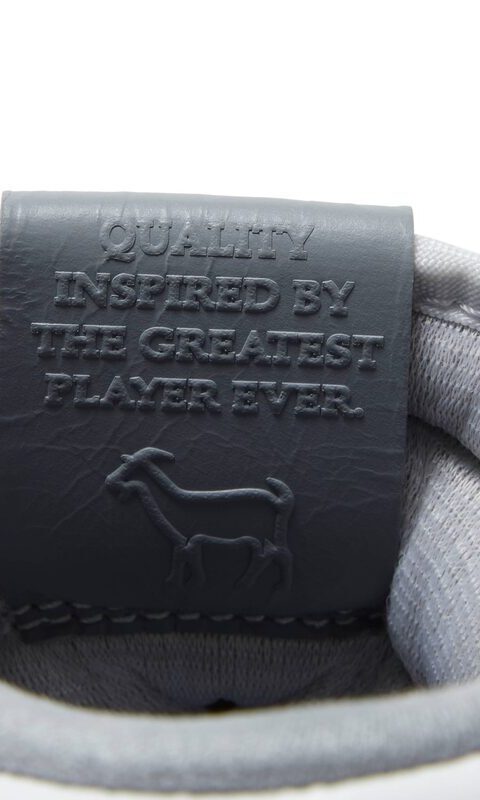 QUALITY
INSPIRED BY
THE GREATEST
PLAYER EVER.